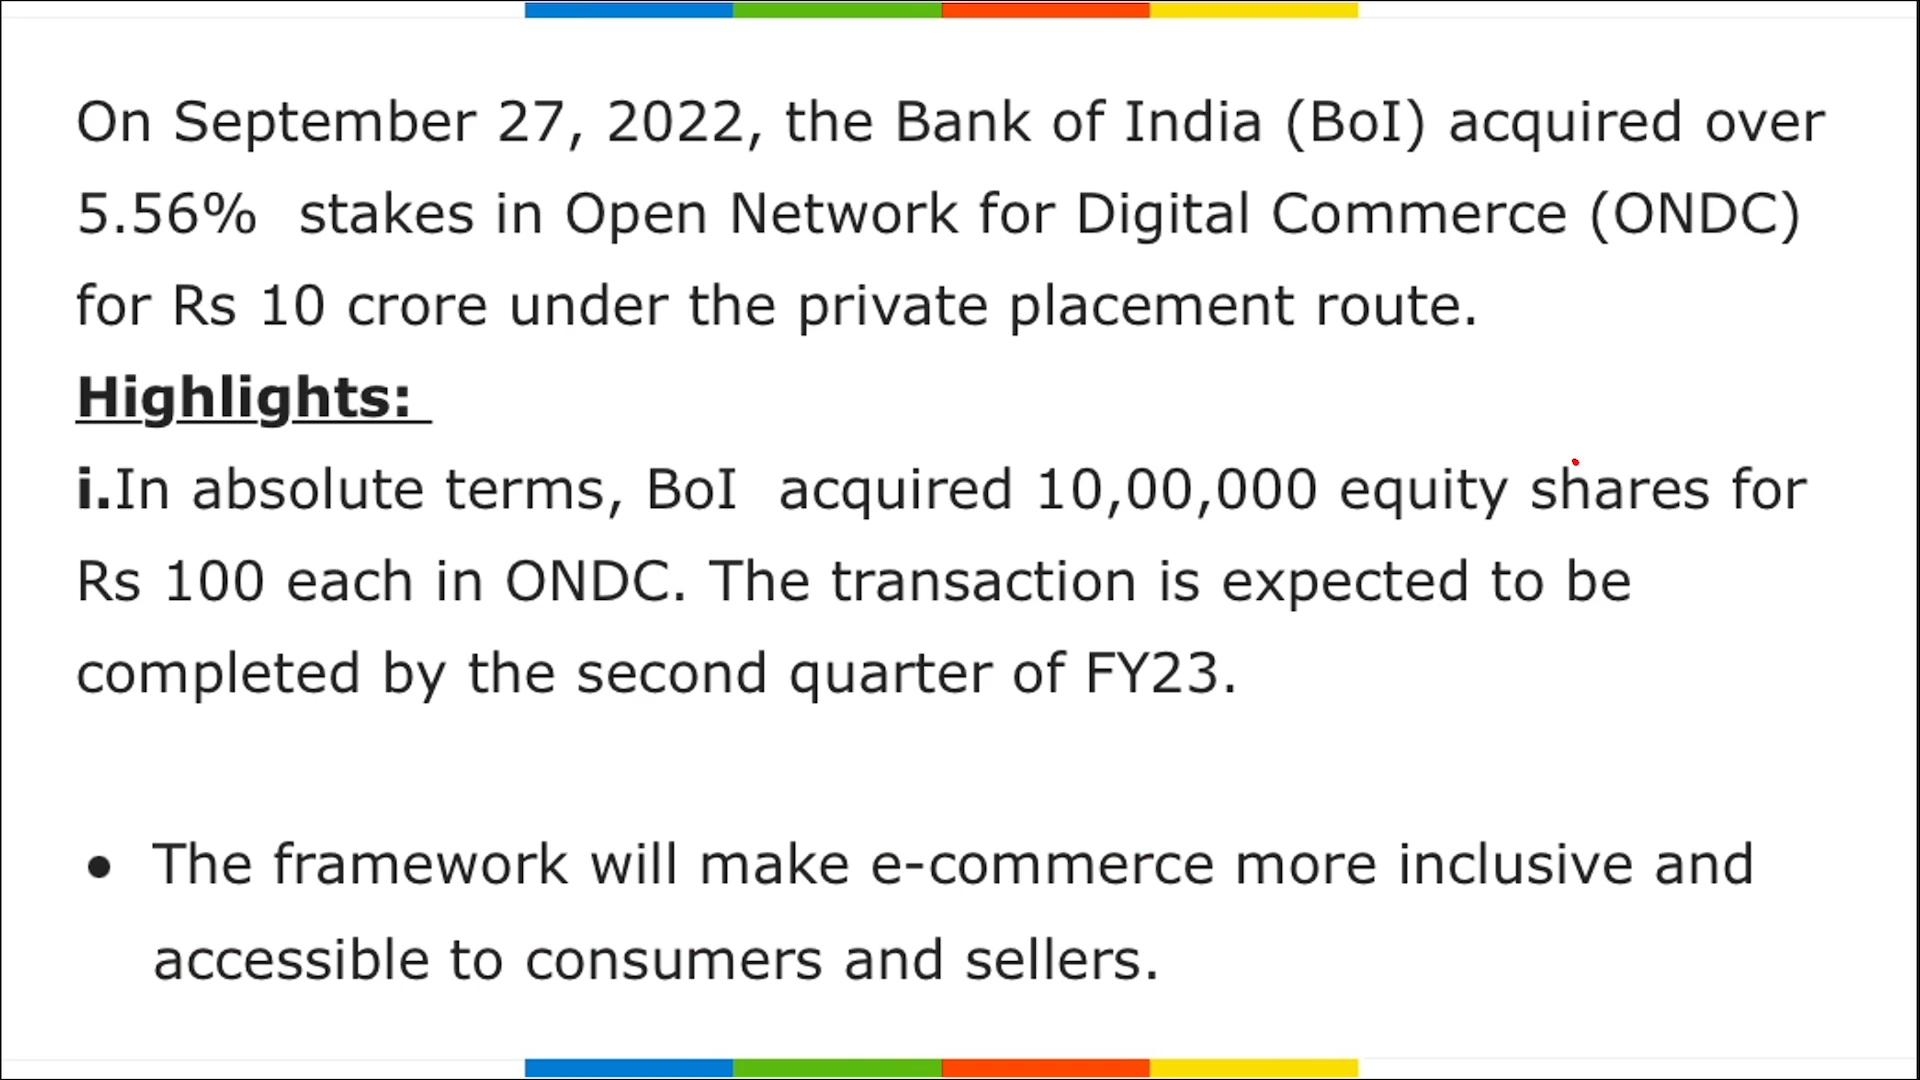 On September 27, 2022, the Bank of India (BoI) acquired over
5.56%  stakes in Open Network for Digital Commerce (ONDC)
for Rs 10 crore under the private placement route.
Highlights:
i.In absolute terms, BoI  acquired 10,00,000 equity shares for
Rs 100 each in ONDC. The transaction is expected to be
completed by the second quarter of FY23.
● The framework will make e-commerce more inclusive and
accessible to consumers and sellers.